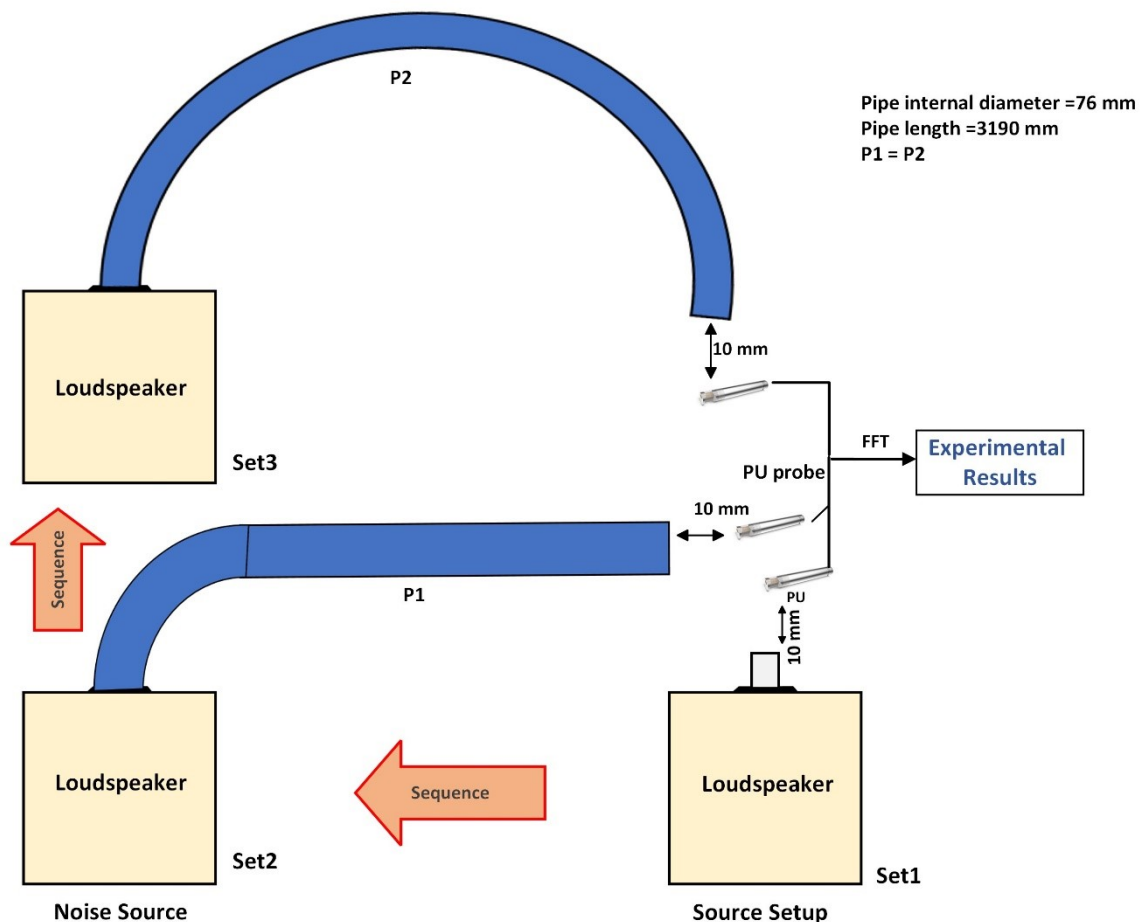 P2
Pipe internal diameter =76 mm
Pipe length =3190 mm
P1 = P2
10 mm
Loudspeaker
Set3
FFT
Experimental
Results
PU probe
10 mm
Sequence
P1
PU
10 mm
Loudspeaker
Set2
Sequence
Loudspeaker
Set1
Noise Source
Source Setup